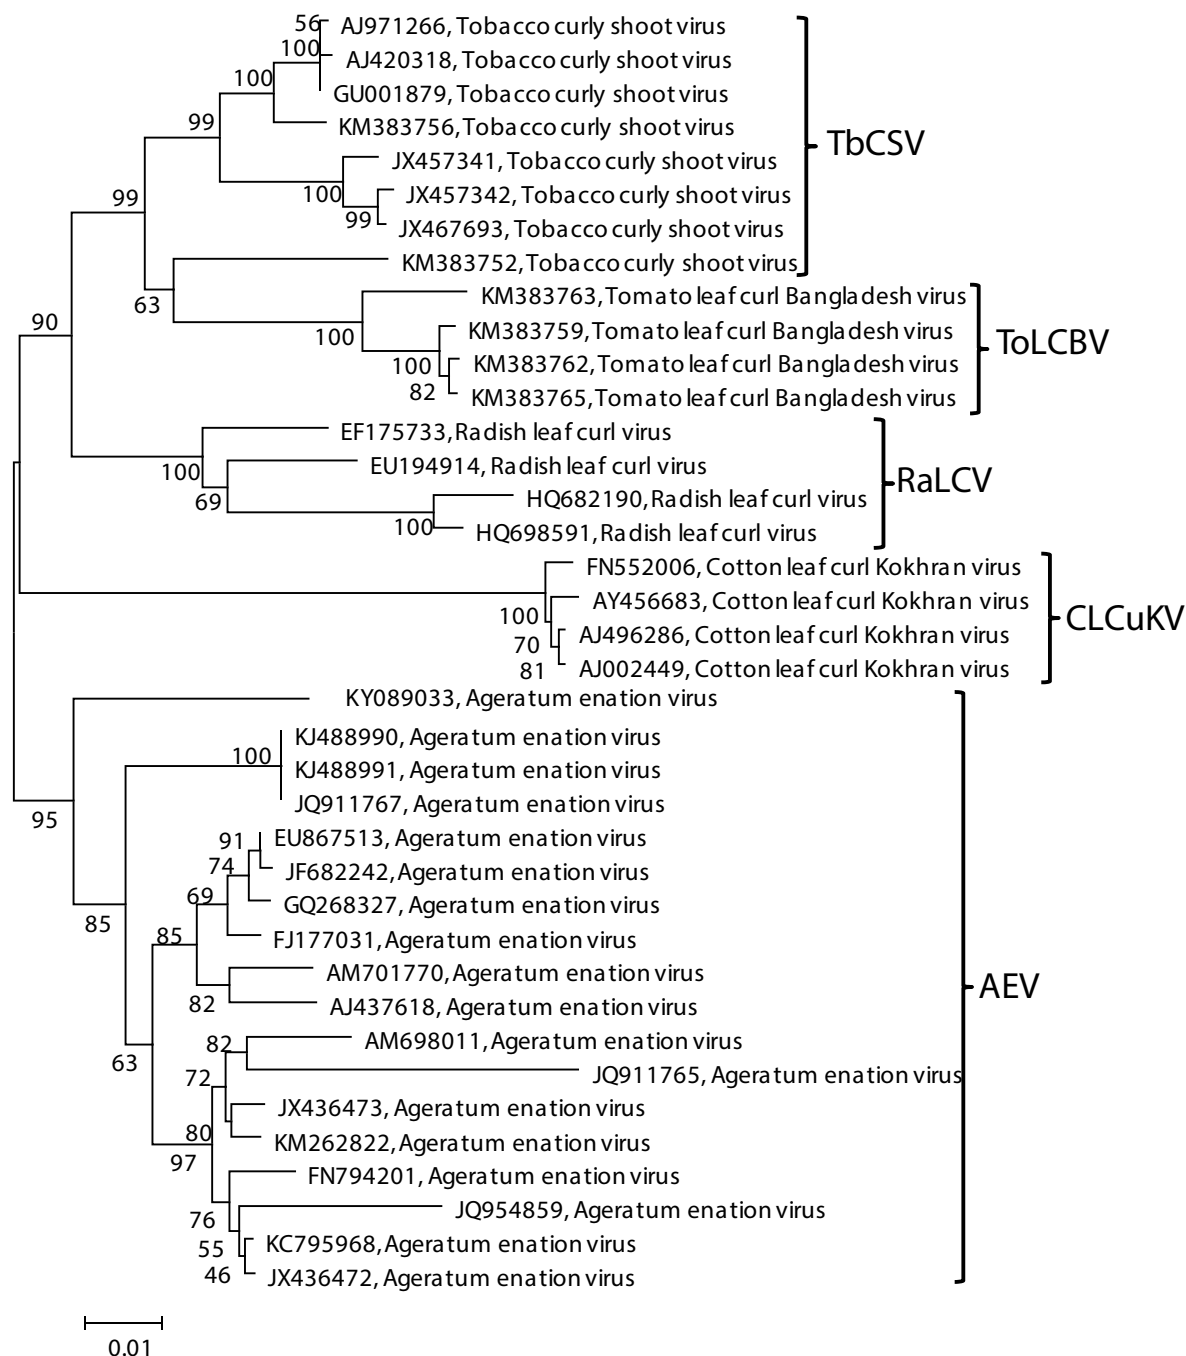 56
AJ971266, Tobacco curly shoot virus
100
AJ420318, Tobacco curly shoot virus
100
GU001879, Tobacco curly shoot virus
99
KM383756, Tobacco curly shoot virus
TbCSV
JX457341, Tobacco curly shoot virus
100
JX457342, Tobacco curly shoot virus
99
99
JX467693, Tobacco curly shoot virus
KM383752, Tobacco curly shoot virus
63
KM383763, Tomato leaf curl Bangladesh virus
90
100
KM383759, Tomato leaf curl Bangladesh virus
ToLCBV
100
KM383762, Tomato leaf curl Bangladesh virus
82
KM383765, Tomato leaf curl Bangladesh virus
EF175733, Radish leaf curl virus
100
EU194914, Radish leaf curl virus
RaLCV
69
HQ682190, Radish leaf curl virus
100
HQ698591, Radish leaf curl virus
FN552006, Cotton leaf curl Kokhran virus
AY456683, Cotton leaf curl Kokhran virus
100
CLCuKV
AJ496286, Cotton leaf curl Kokhran virus
70
81
AJ002449, Cotton leaf curl Kokhran virus
KY089033, Ageratum enation virus
KJ488990, Ageratum enation virus
100
KJ488991, Ageratum enation virus
JQ911767, Ageratum enation virus
95
91
EU867513, Ageratum enation virus
74
JF682242, Ageratum enation virus
69
GQ268327, Ageratum enation virus
85
85
FJ177031, Ageratum enation virus
AM701770, Ageratum enation virus
AEV
82
AJ437618, Ageratum enation virus
82
AM698011, Ageratum enation virus
63
72
JQ911765, Ageratum enation virus
JX436473, Ageratum enation virus
80
KM262822, Ageratum enation virus
97
FN794201, Ageratum enation virus
76
JQ954859, Ageratum enation virus
55
KC795968, Ageratum enation virus
46
JX436472, Ageratum enation virus
0.01